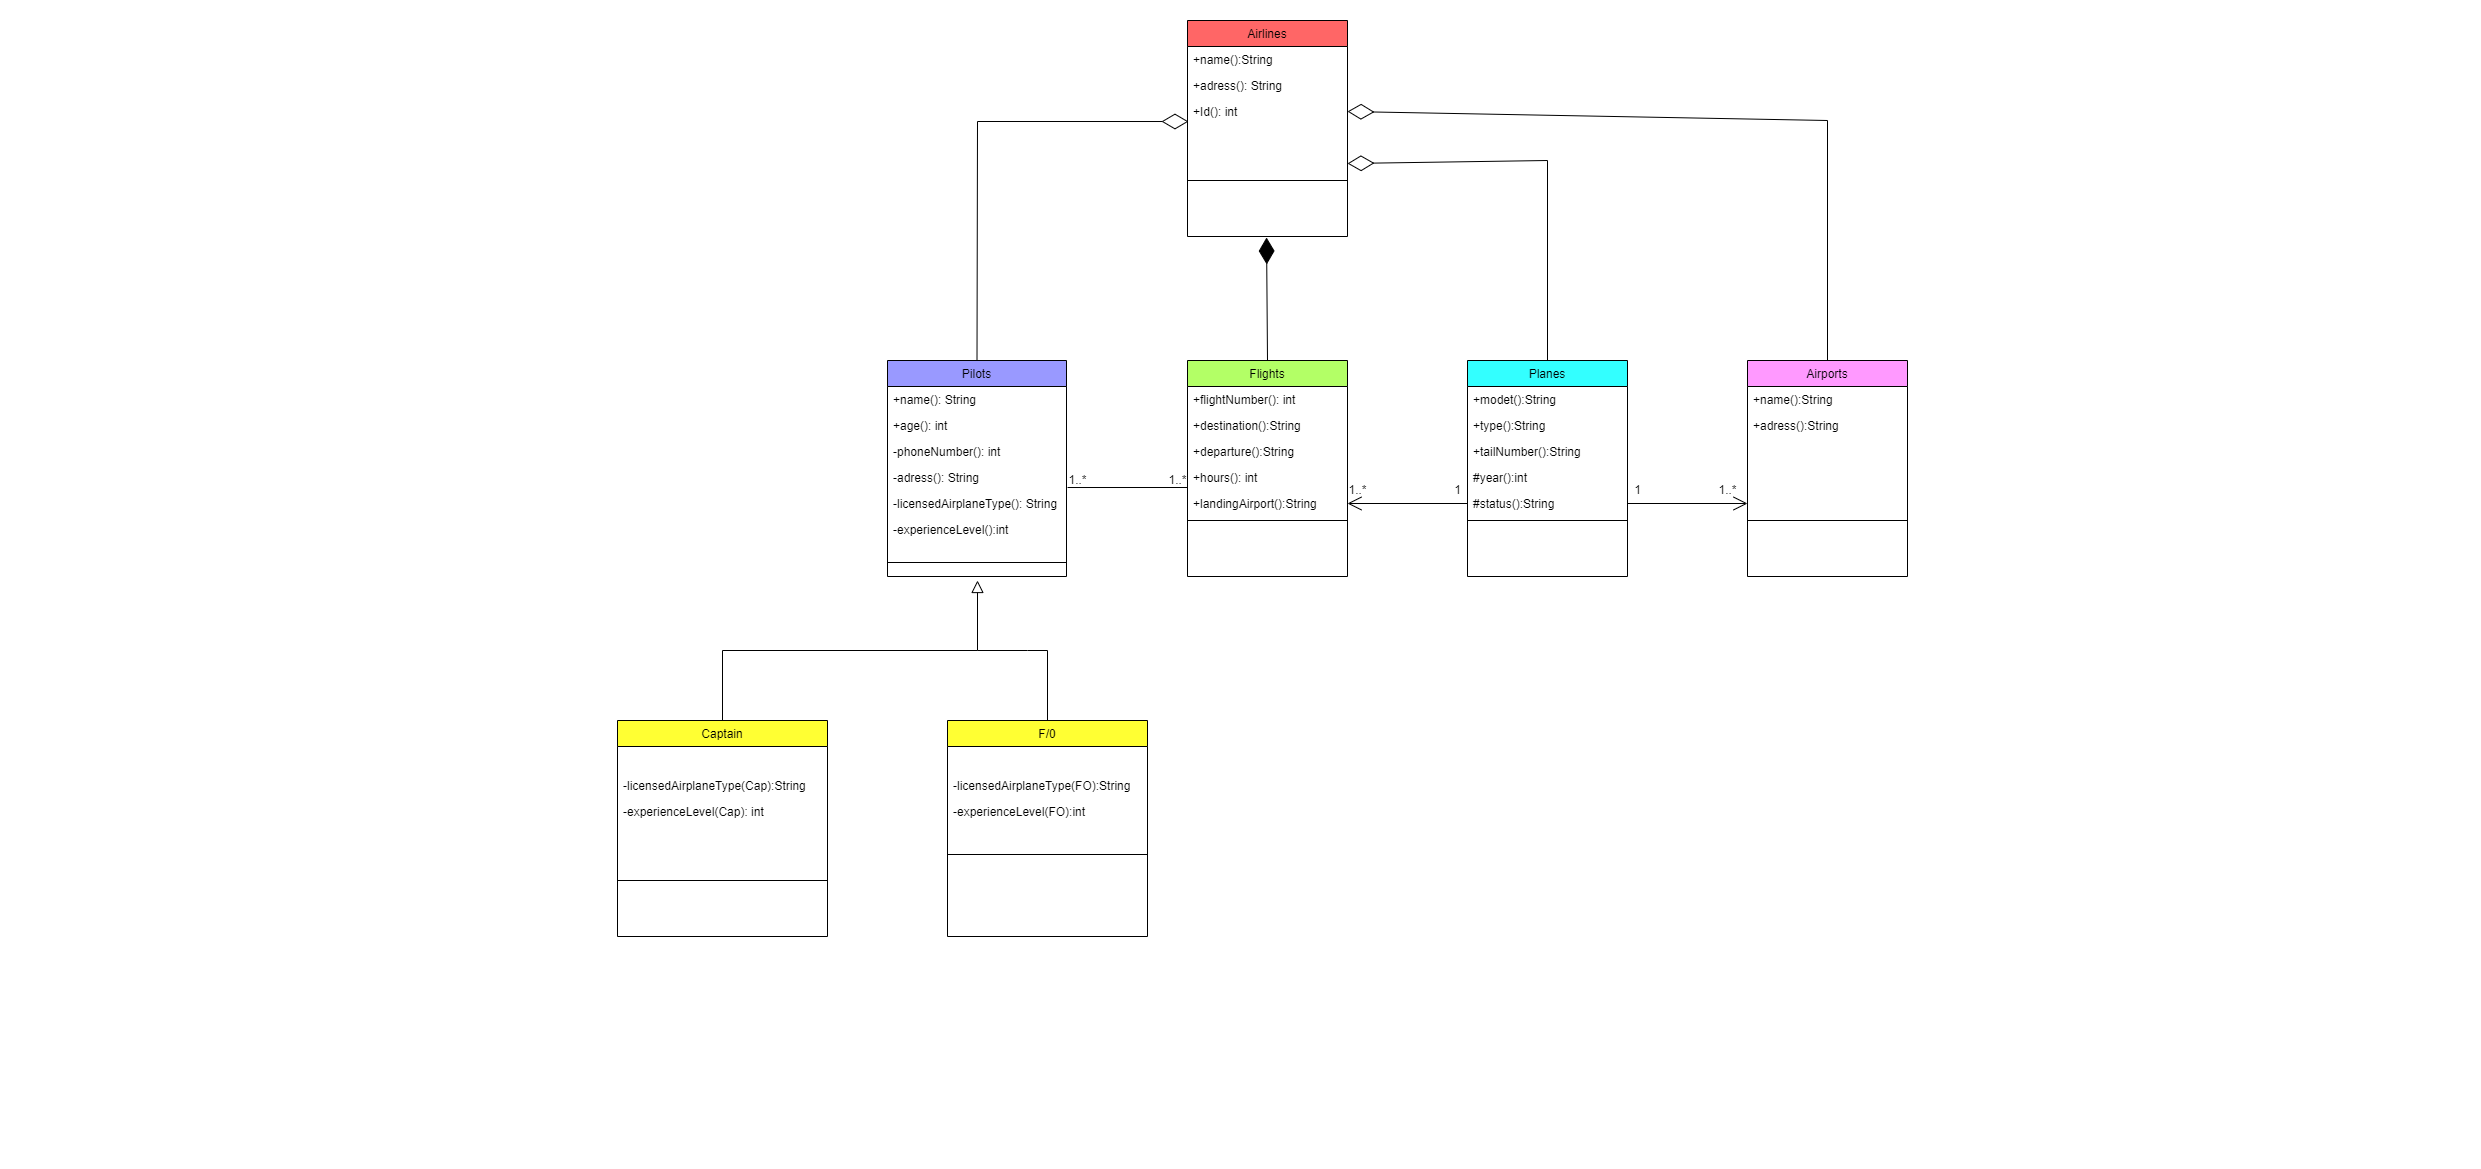 Airlines
+name():String
+adress(): String
+Id(): int
Pilots
+name(): String
+age(): int
-phoneNumber(): int
-adress(): String
-licensedAirplaneType(): String
-experienceLevel():int
1..*
1..*
Flights
+flightNumber(): int
+destination():String
+departure():String
+hours(): int
+landingAirport():String
1..*
1
Planes
+modet():String
+type():String
+tailNumber():String
#year():int
#status():String
1
1..*
Airports
+name():String
+adress():String
Captain
-licensedAirplaneType(Cap):String
-experienceLevel(Cap): int
F/0
-licensedAirplaneType(FO):String
-experienceLevel(FO):int